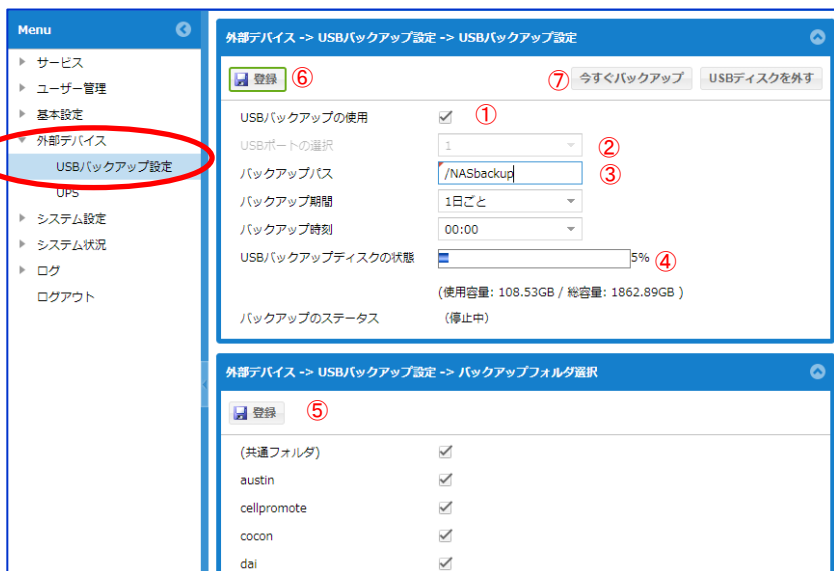 Menu
サービス
ユーザー管理
基本設定
外部デバイス
USBバックアップ設定
UPS
システム設定
システム状況
ログ
ログアウト
外部デバイス -> USBバックアップ設定 -> USBバックアップ設定
登録 ⑥ ⑦ 今すぐバックアップ USBディスクを外す
USBバックアップの使用 ①
USBポートの選択 1 ②
バックアップパス /NASbackup ③
バックアップ期間 1日ごと
バックアップ時刻 00:00
USBバックアップディスクの状態 5% ④
(使用容量: 108.53GB / 総容量: 1862.89GB )
バックアップのステータス （停止中）
外部デバイス -> USBバックアップ設定 -> バックアップフォルダ選択
登録 ⑤
(共通フォルダ)
austin
cellpromote
cocon
dai